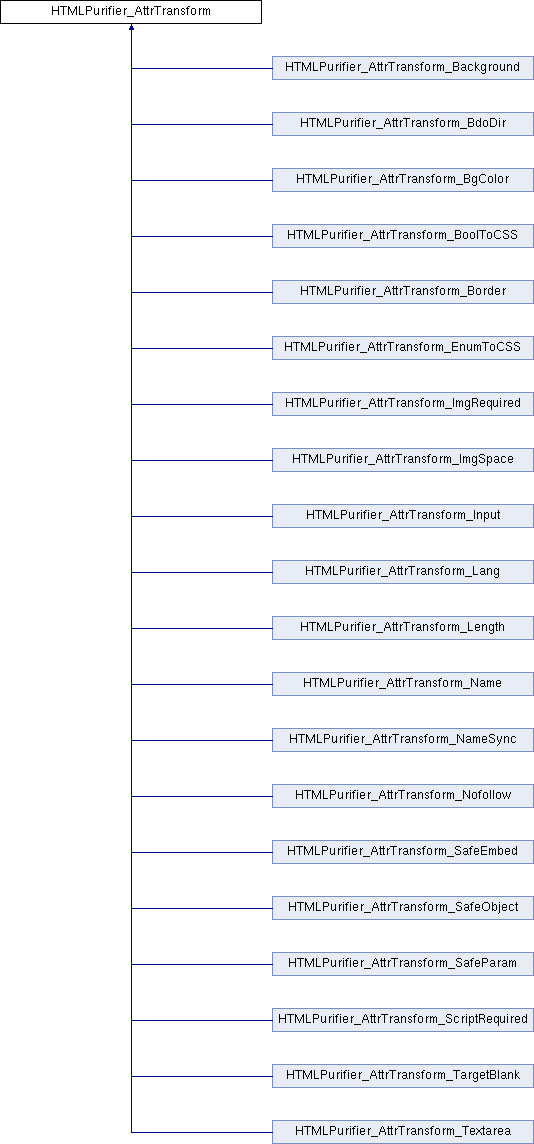 HTMLPurifier_AttrTransform
HTMLPurifier_AttrTransform_Background
HTMLPurifier_AttrTransform_BdoDir
HTMLPurifier_AttrTransform_BgColor
HTMLPurifier_AttrTransform_BoolToCSS
HTMLPurifier_AttrTransform_Border
HTMLPurifier_AttrTransform_EnumToCSS
HTMLPurifier_AttrTransform_ImgRequired
HTMLPurifier_AttrTransform_ImgSpace
HTMLPurifier_AttrTransform_Input
HTMLPurifier_AttrTransform_Lang
HTMLPurifier_AttrTransform_Length
HTMLPurifier_AttrTransform_Name
HTMLPurifier_AttrTransform_NameSync
HTMLPurifier_AttrTransform_Nofollow
HTMLPurifier_AttrTransform_SafeEmbed
HTMLPurifier_AttrTransform_SafeObject
HTMLPurifier_AttrTransform_SafeParam
HTMLPurifier_AttrTransform_ScriptRequired
HTMLPurifier_AttrTransform_TargetBlank
HTMLPurifier_AttrTransform_Textarea